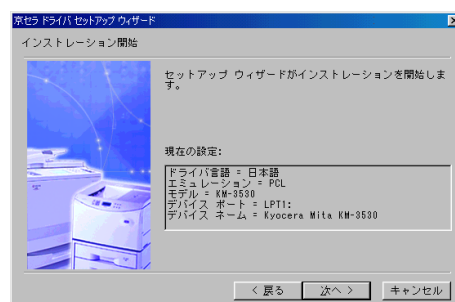 京セラ ドライバ セットアップ ウィザード
インストレーション開始
セットアップ ウィザードがインストレーションを開始しま
す。
現在の設定:
ドライバ言語 = 日本語
エミュレーション = PCL
モデル = KM-3530
デバイス ポート = LPT1:
デバイス ネーム = Kyocera Mita KM-3530
< 戻る
次へ >
キャンセル